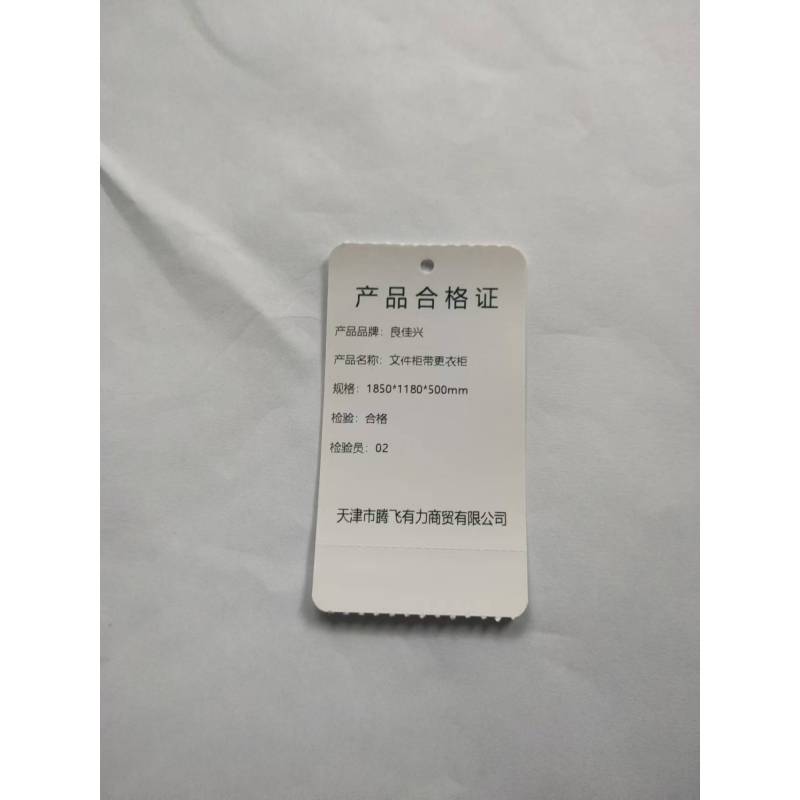 产品合格证
产品品牌：良佳兴
产品名称：文件柜带更衣柜
规格：1850*1180*500mm
检验：合格
检验员：02
天津市腾飞有力商贸有限公司